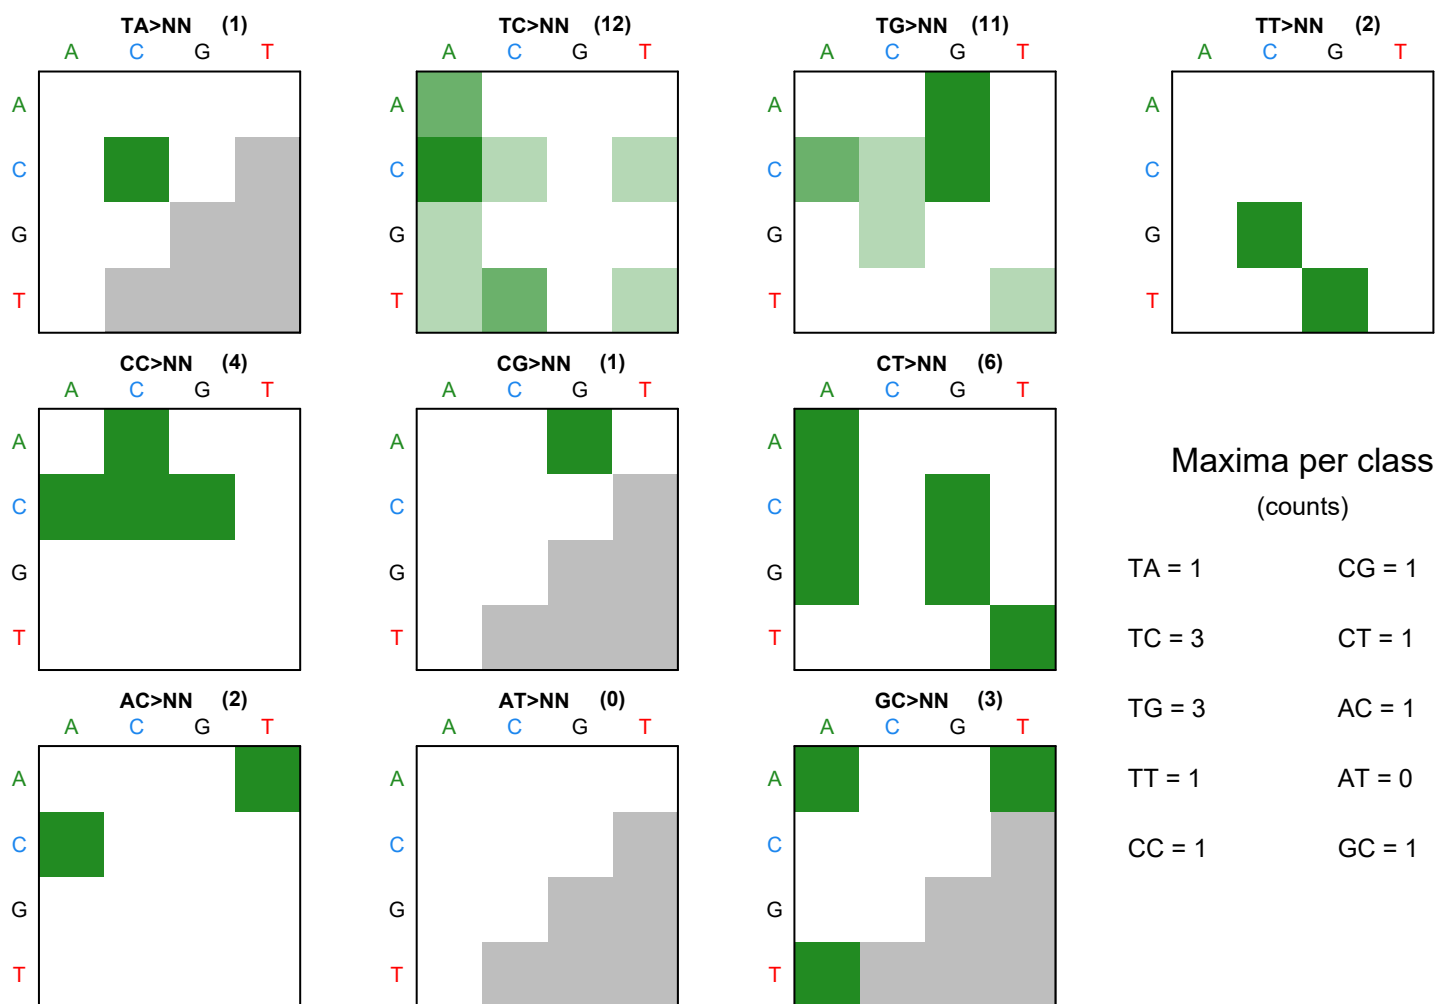 TA>NN (1) TC>NN (12) TG>NN (11) TT>NN (2)
A C G T A C G T A C G T A C G T
A A A A
C C C C
G G G G
T T T T
CC>NN (4) CG>NN (1) CT>NN (6)
A C G T A C G T A C G T
A A A
Maxima per class
C C C
(counts)
G G G
TA = 1 CG = 1
T T T
TC = 3 CT = 1
AC>NN (2) AT>NN (0) GC>NN (3)
TG = 3 AC = 1
A C G T A C G T A C G T
A A A
TT = 1 AT = 0
C C C
CC = 1 GC = 1
G G G
T T T